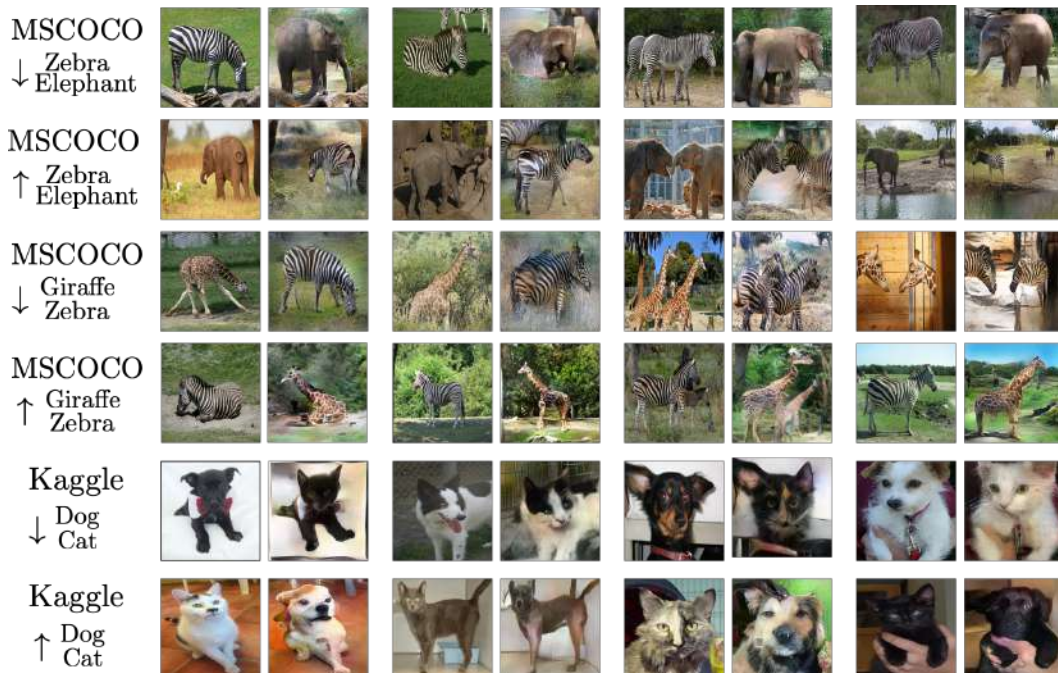 MSCOCO
↓ Zebra
Elephant
MSCOCO
↑ Zebra
Elephant
MSCOCO
↓ Giraffe
Zebra
MSCOCO
↑ Giraffe
Zebra
Kaggle
↓ Dog
Cat
Kaggle
↑ Dog
Cat